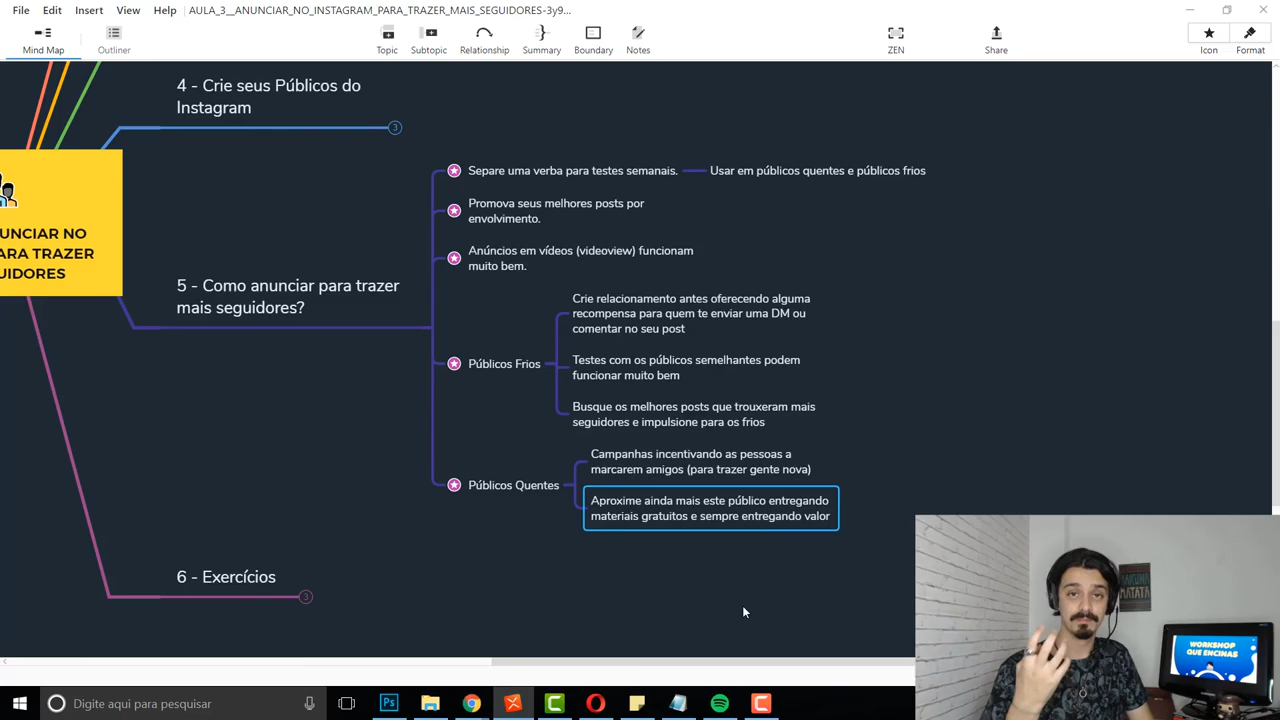 File Edit Insert View Help AULA_3__ANUNCIAR_NO_INSTAGRAM_PARA_TRAZER_MAIS_SEGUIDORES-3y9...
Mind Map Outliner Topic Subtopic Relationship Summary Boundary Notes ZEN Share Icon Format
4 - Crie seus Públicos do
Instagram
3
Separe uma verba para testes semanais.
Usar em públicos quentes e públicos frios
Promova seus melhores posts por
envolvimento.
UNCIAR NO
ARA TRAZER
UIDORES
Anúncios em vídeos (videoview) funcionam
muito bem.
5 - Como anunciar para trazer
mais seguidores?
Públicos Frios
Crie relacionamento antes oferecendo alguma
recompensa para quem te enviar uma DM ou
comentar no seu post
Testes com os públicos semelhantes podem
funcionar muito bem
Busque os melhores posts que trouxeram mais
seguidores e impulsione para os frios
Públicos Quentes
Campanhas incentivando as pessoas a
marcarem amigos (para trazer gente nova)
Aproxime ainda mais este público entregando
materiais gratuitos e sempre entregando valor
6 - Exercícios
3
HAKUNA
MATATA
WORKSHOP
QUE ENCINAS
Digite aqui para pesquisar
Ps